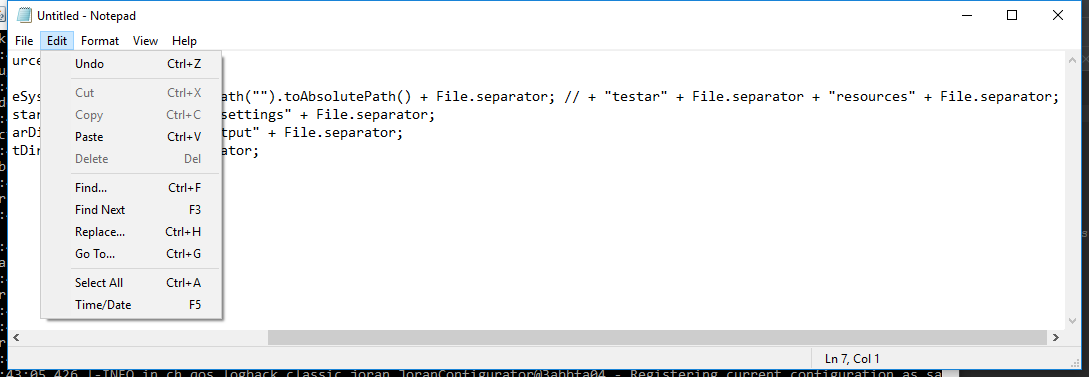 Untitled - Notepad
File Edit Format View Help
urce
eSys ath("").toAbsolutePath() + File.separator; // + "testar" + File.separator + "resources" + File.separator;
star settings" + File.separator;
arDi tput" + File.separator;
tDir ator;
Undo Ctrl+Z
Cut Ctrl+X
Copy Ctrl+C
Paste Ctrl+V
Delete Del
Find... Ctrl+F
Find Next F3
Replace... Ctrl+H
Go To... Ctrl+G
Select All Ctrl+A
Time/Date F5
Ln 7, Col 1
:43:05,426 |-INFO in ch.qos.logback.classic.joran.JoranConfigurator@3abbfa04 - Registering current configuration as sa